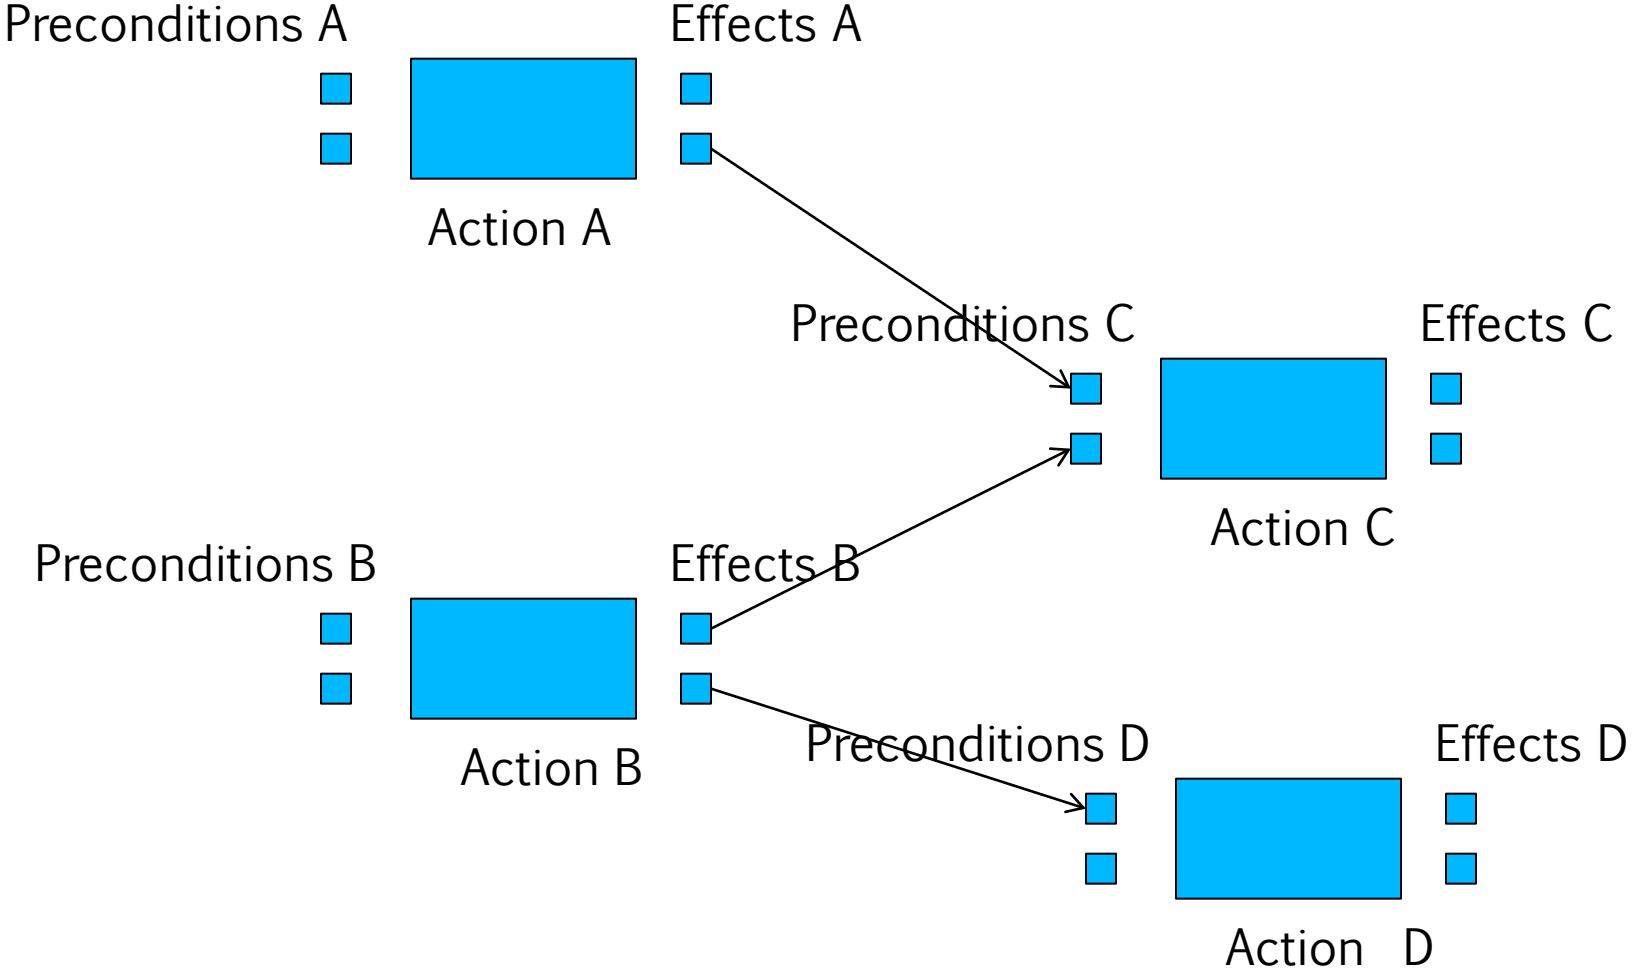 Preconditions A
Effects A
Action A
Preconditions C
Effects C
Action C
Preconditions B
Effects B
Action B
Preconditions D
Effects D
Action D